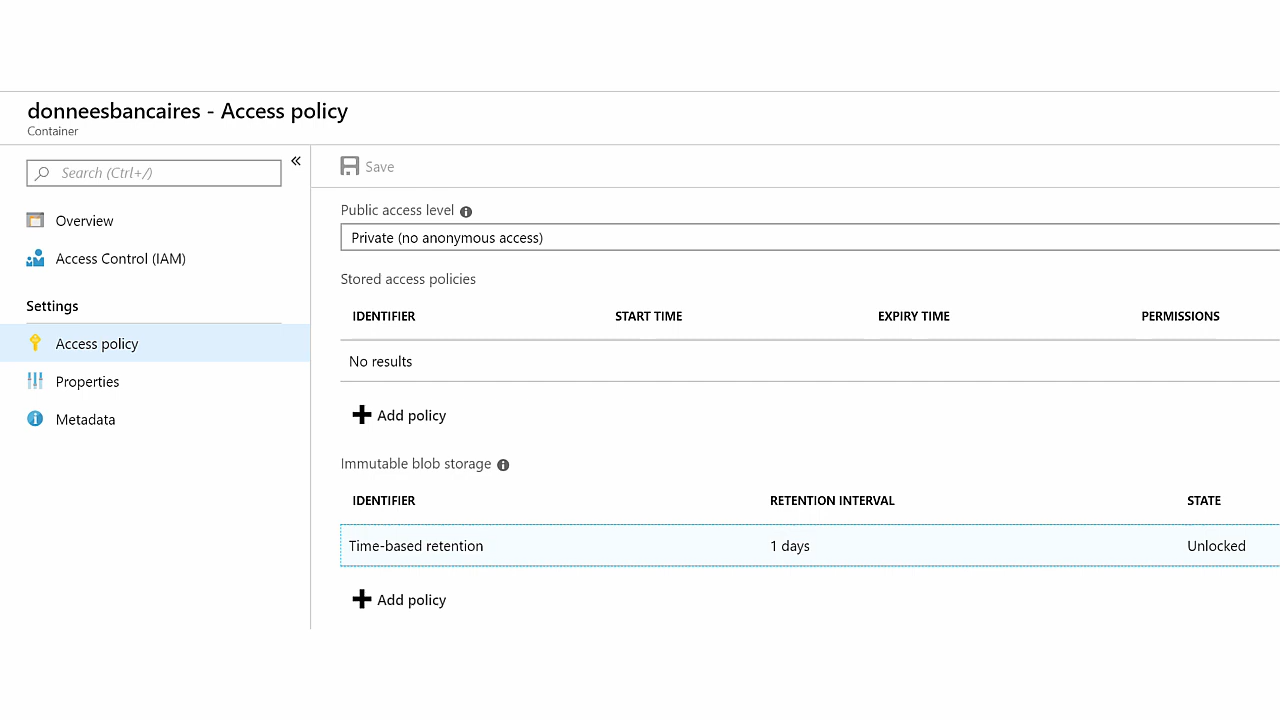 donneesbancaires - Access policy
Container
Search (Ctrl+/)
«
Overview
Access Control (IAM)
Settings
Access policy
Properties
Metadata
Save
Public access level
Private (no anonymous access)
Stored access policies
IDENTIFIER START TIME EXPIRY TIME PERMISSIONS
No results
Add policy
Immutable blob storage
IDENTIFIER RETENTION INTERVAL STATE
Time-based retention 1 days Unlocked
Add policy